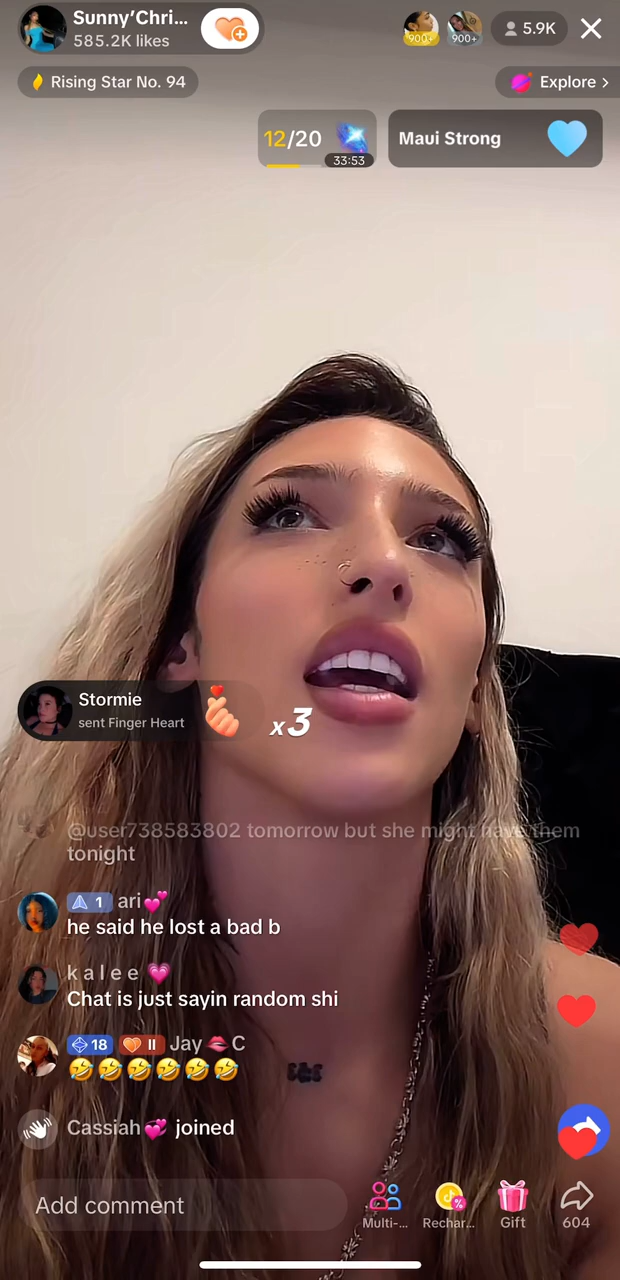 Sunny’Chri...
585.2K likes
900+
900+
5.9K
Rising Star No. 94
Explore >
12/20
33:53
Maui Strong
Stormie
sent Finger Heart
x3
@user738583802 tomorrow but she might have them
tonight
1 ari💕
he said he lost a bad b
k a l e e 💗
Chat is just sayin random shi
18 II Jay💋C
🤣🤣🤣🤣🤣🤣
Cassiah💞 joined
Add comment
Multi-...
Rechar...
Gift
604